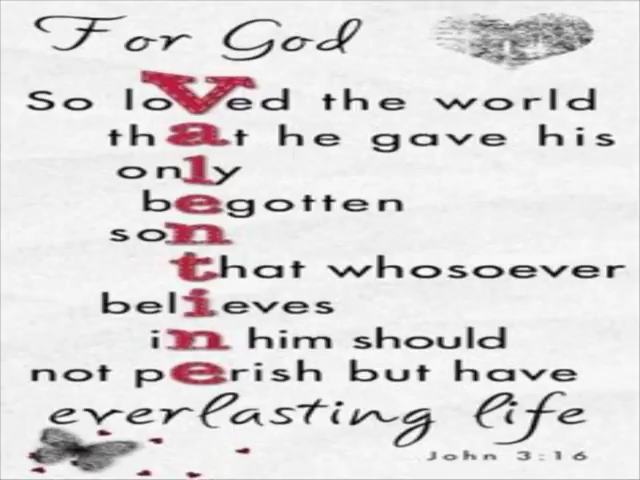 For God
So loVed the world
that he gave his
only
begotten
son
that whosoever
believes
in him should
not perish but have
everlasting life
John 3:16